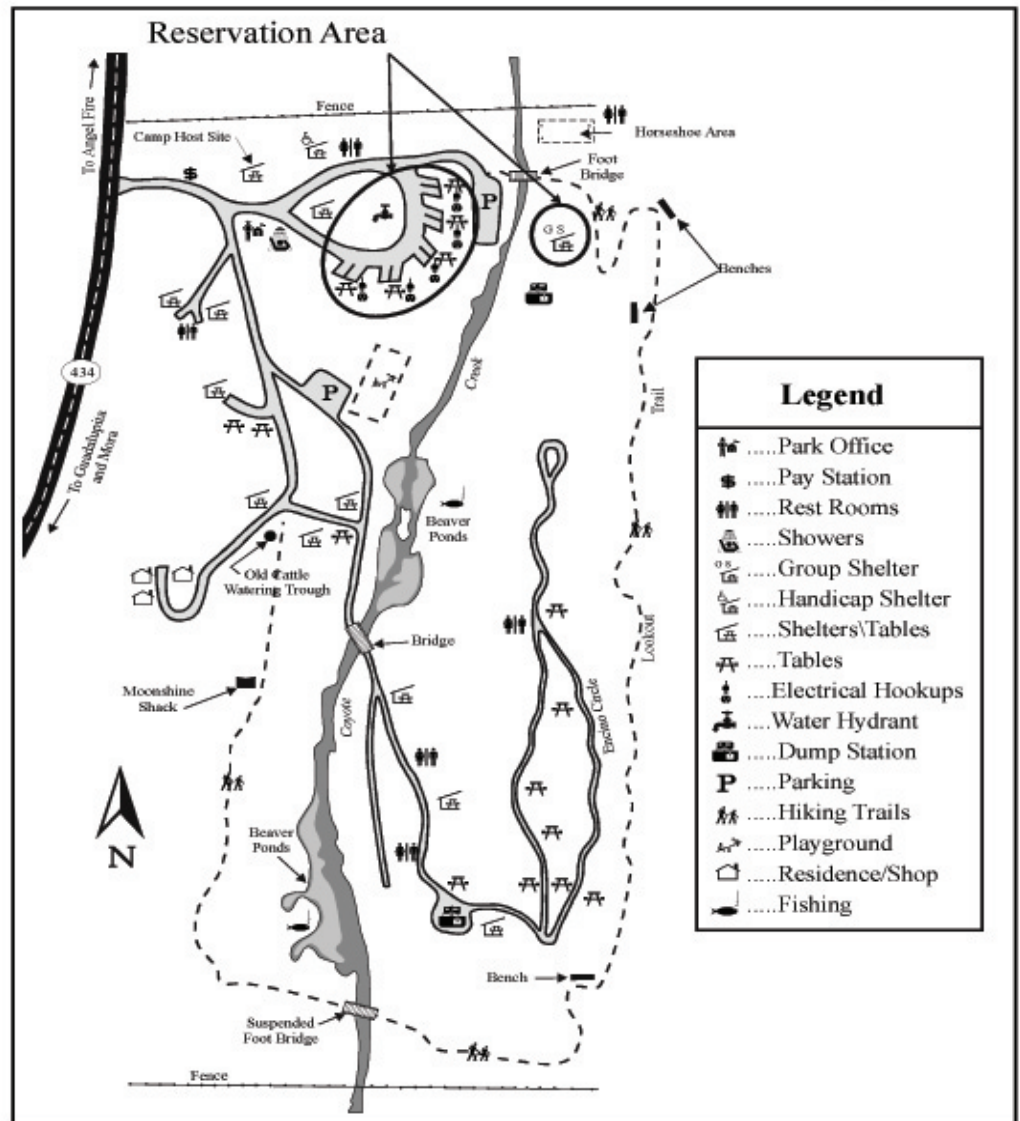 Reservation Area
To Angel Fire
Fence
Camp Host Site
Horseshoe Area
$
Foot
Bridge
P
G S
Benches
434
P
Creek
Trail
To Guadalupua
and Mora
Beaver
Ponds
Old Cattle
Watering Trough
Bridge
Lookout
Moonshine
Shack
Coyote
Encino Circle
N
Beaver
Ponds
Bench
Suspended
Foot Bridge
Fence
Legend
.....Park Office
$ .....Pay Station
.....Rest Rooms
.....Showers
G S .....Group Shelter
.....Handicap Shelter
.....Shelters\Tables
.....Tables
.....Electrical Hookups
.....Water Hydrant
.....Dump Station
P .....Parking
.....Hiking Trails
.....Playground
.....Residence/Shop
.....Fishing